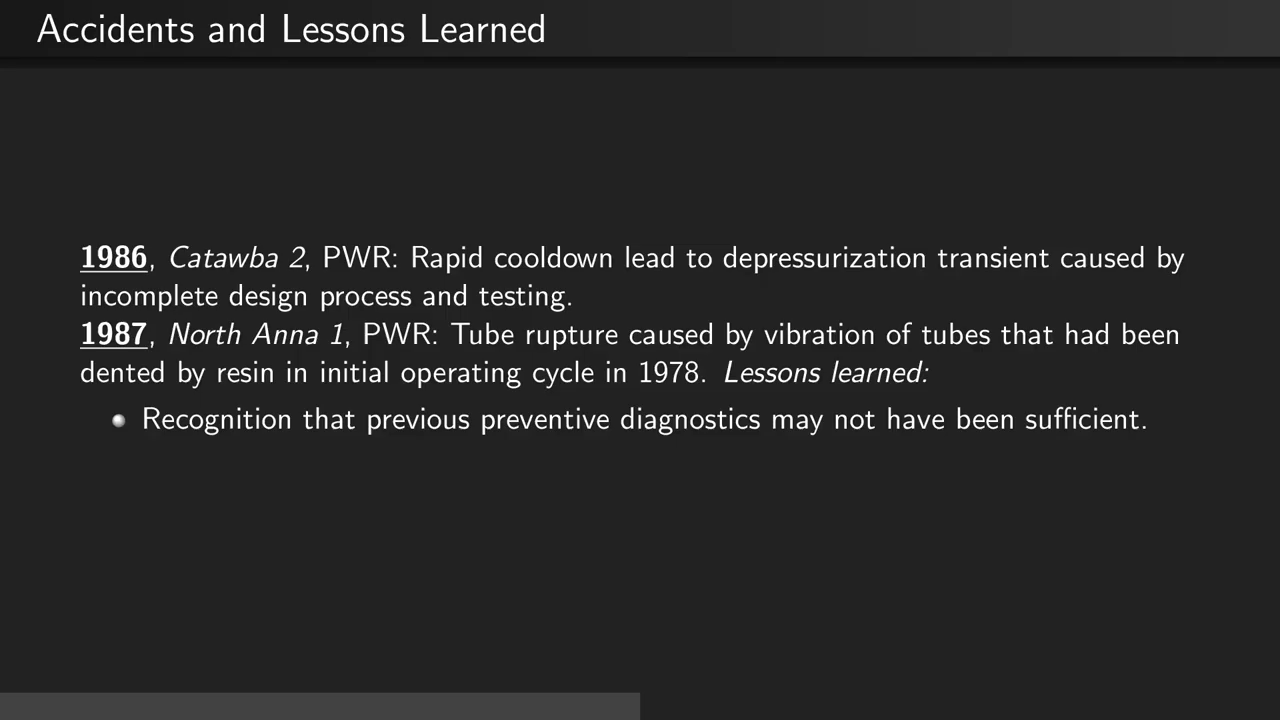 Accidents and Lessons Learned
1986, Catawba 2, PWR: Rapid cooldown lead to depressurization transient caused by
incomplete design process and testing.
1987, North Anna 1, PWR: Tube rupture caused by vibration of tubes that had been
dented by resin in initial operating cycle in 1978. Lessons learned:
Recognition that previous preventive diagnostics may not have been sufficient.